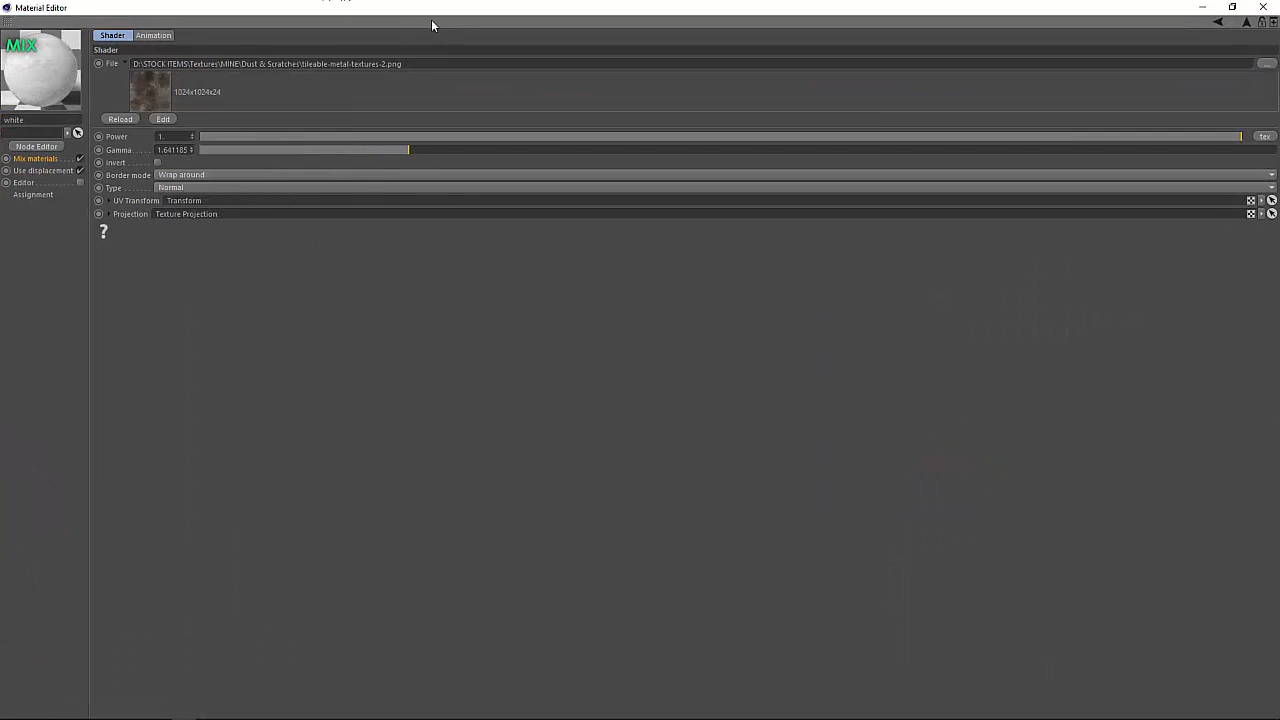 Material Editor
MIX
white
Node Editor
Mix materials
Use displacement
Editor
Assignment
Shader
Animation
Shader
File
D:\STOCK ITEMS\Textures\MINE\Dust & Scratches\tileable-metal-textures-2.png
...
1024x1024x24
Reload
Edit
Power
1.
tex
Gamma
1.641185
Invert
Border mode
Wrap around
Type
Normal
UV Transform
Transform
Projection
Texture Projection
?